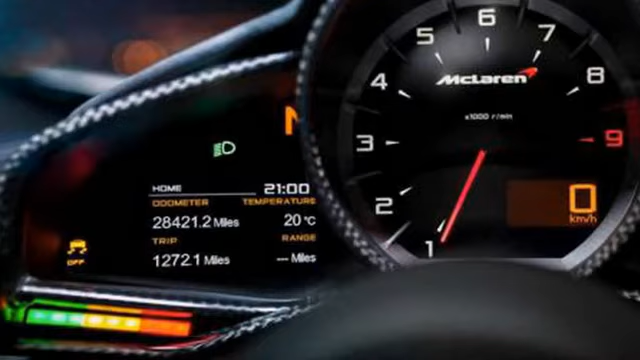 HOME 21:00
ODOMETER TEMPERATURE
28421.2 Miles 20 °C
TRIP RANGE
1272.1 Miles --- Miles
OFF
N
1
2
3
4
5
6
7
8
9
McLaren
x1000 r/min
0
km/h